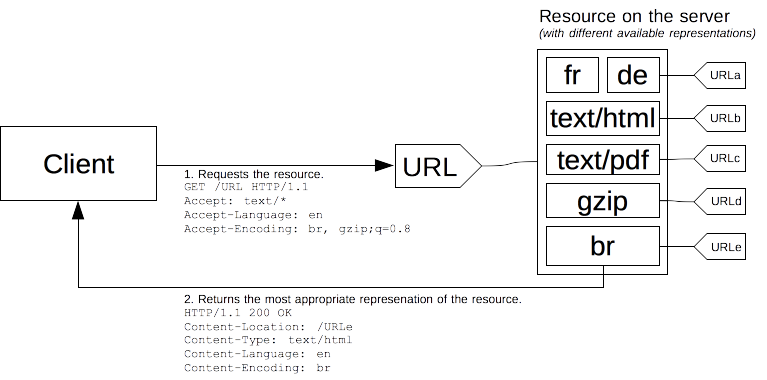 Resource on the server
(with different available representations)
fr
de
URLa
text/html
URLb
Client
URL
text/pdf
URLc
1. Requests the resource.
GET /URL HTTP/1.1
Accept: text/*
Accept-Language: en
Accept-Encoding: br, gzip;q=0.8
gzip
URLd
br
URLe
2. Returns the most appropriate represenation of the resource.
HTTP/1.1 200 OK
Content-Location: /URLe
Content-Type: text/html
Content-Language: en
Content-Encoding: br